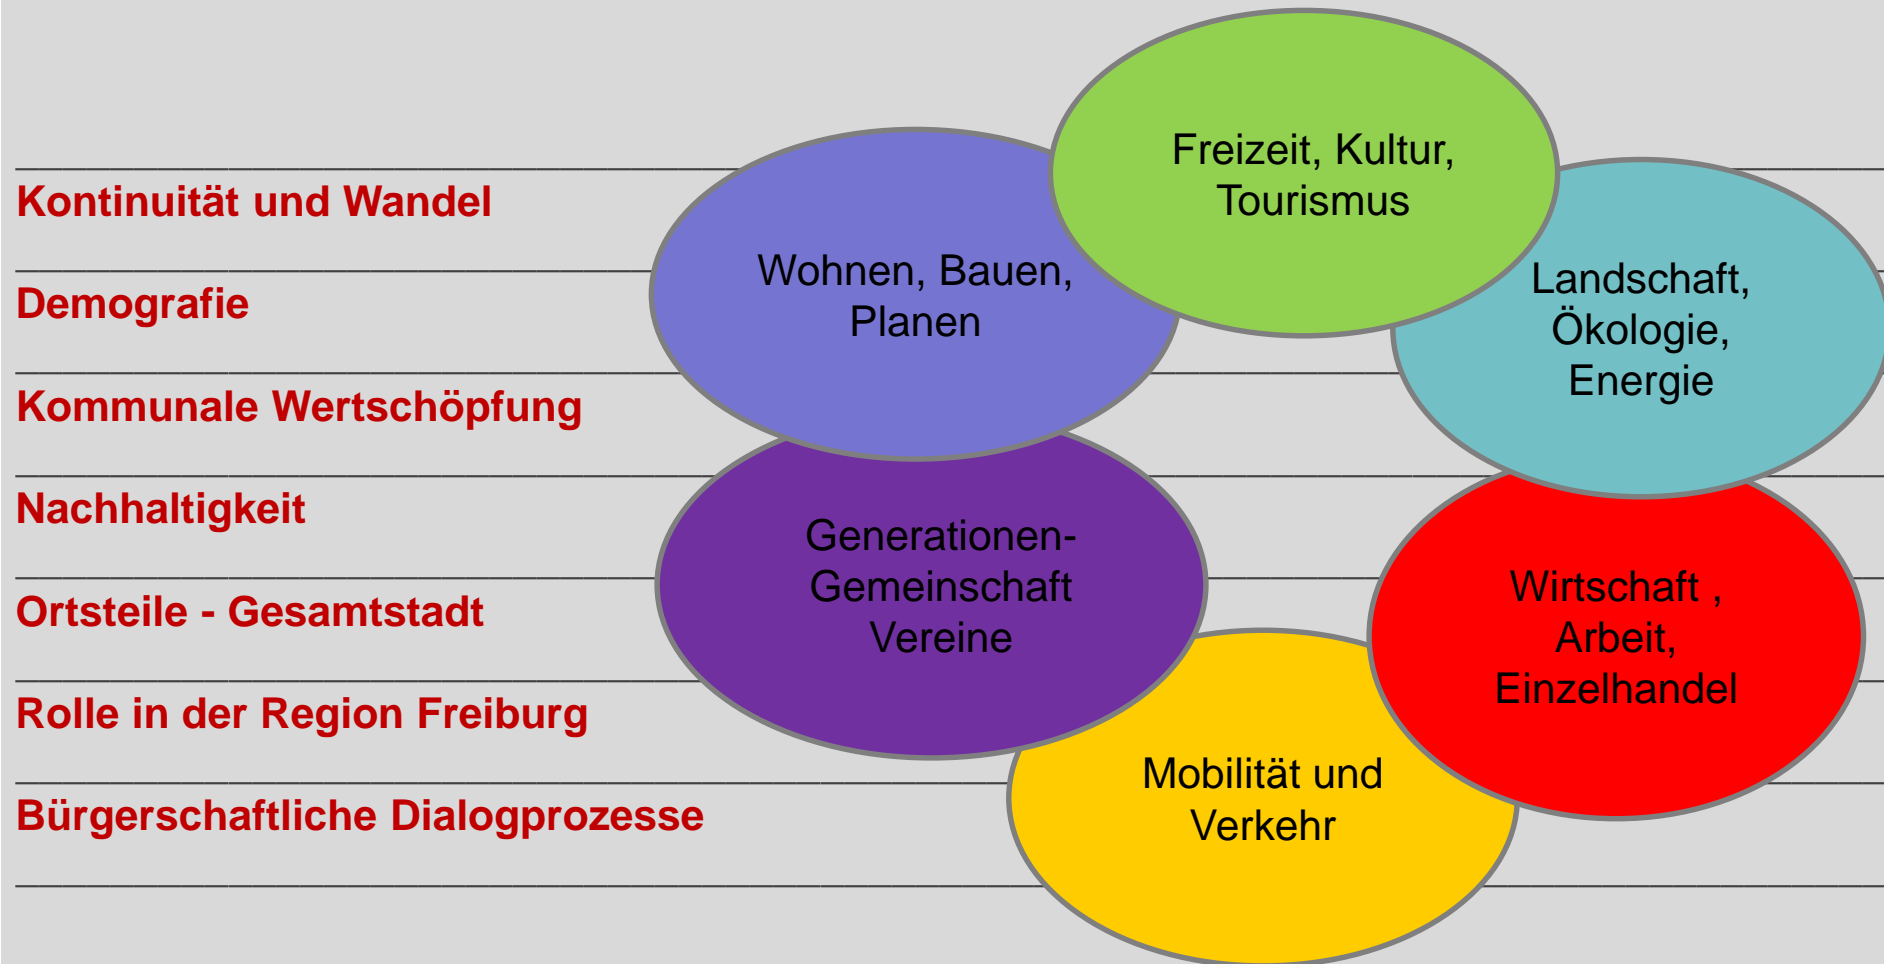 Kontinuität und Wandel
Demografie
Kommunale Wertschöpfung
Nachhaltigkeit
Ortsteile - Gesamtstadt
Rolle in der Region Freiburg
Bürgerschaftliche Dialogprozesse
Freizeit, Kultur,
Tourismus
Wohnen, Bauen,
Planen
Landschaft,
Ökologie,
Energie
Generationen-
Gemeinschaft
Vereine
Wirtschaft ,
Arbeit,
Einzelhandel
Mobilität und
Verkehr